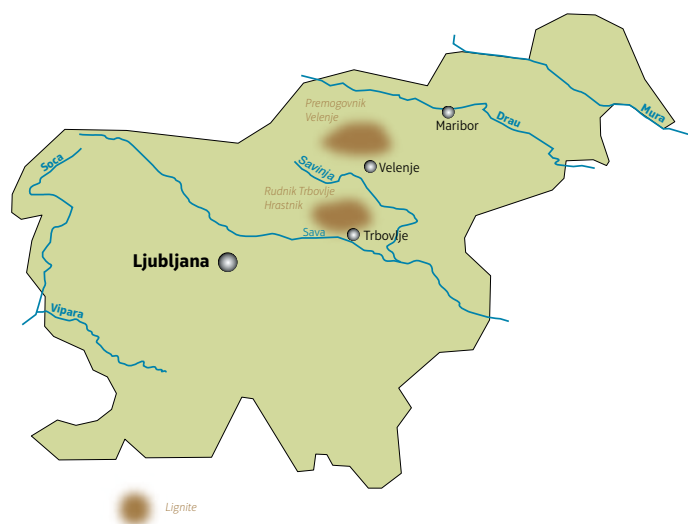 Premogovnik
Velenje
Mura
Drau
Maribor
Soca
Savinja
Velenje
Rudnik Trbovlje
Hrastnik
Sava
Trbovlje
Ljubljana
Vipara
Lignite